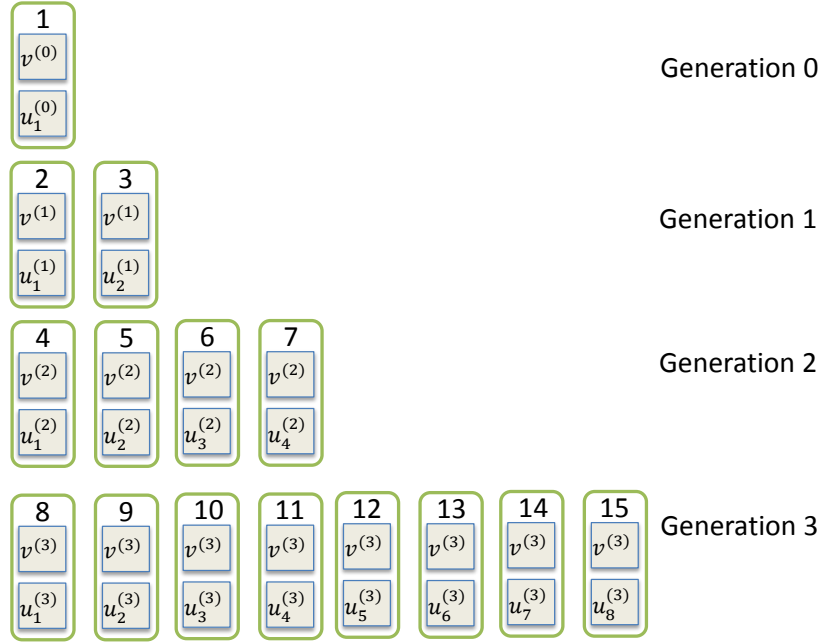 1
v^(0)
u_1^(0)
Generation 0
2 3
v^(1) v^(1)
u_1^(1) u_2^(1)
Generation 1
4 5 6 7
v^(2) v^(2) v^(2) v^(2)
u_1^(2) u_2^(2) u_3^(2) u_4^(2)
Generation 2
8 9 10 11 12 13 14 15
v^(3) v^(3) v^(3) v^(3) v^(3) v^(3) v^(3) v^(3)
u_1^(3) u_2^(3) u_3^(3) u_4^(3) u_5^(3) u_6^(3) u_7^(3) u_8^(3)
Generation 3